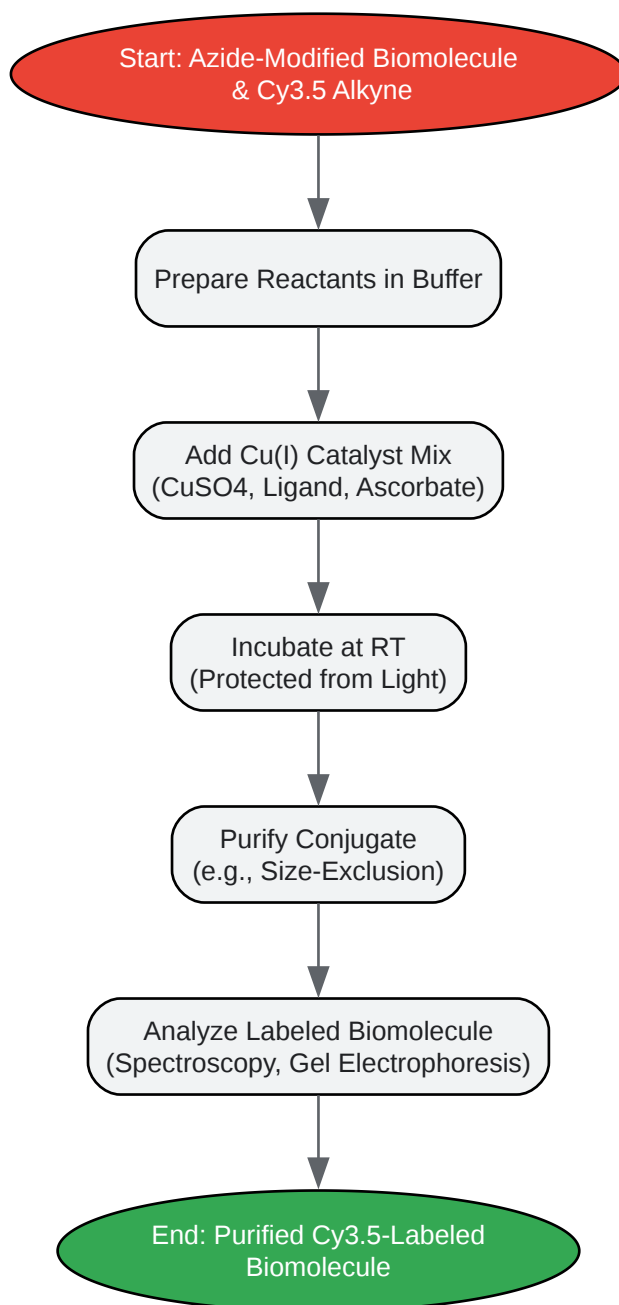 Start: Azide-Modified Biomolecule
& Cy3.5 Alkyne
Prepare Reactants in Buffer
Add Cu(I) Catalyst Mix
(CuSO4, Ligand, Ascorbate)
Incubate at RT
(Protected from Light)
Purify Conjugate
(e.g., Size-Exclusion)
Analyze Labeled Biomolecule
(Spectroscopy, Gel Electrophoresis)
End: Purified Cy3.5-Labeled
Biomolecule